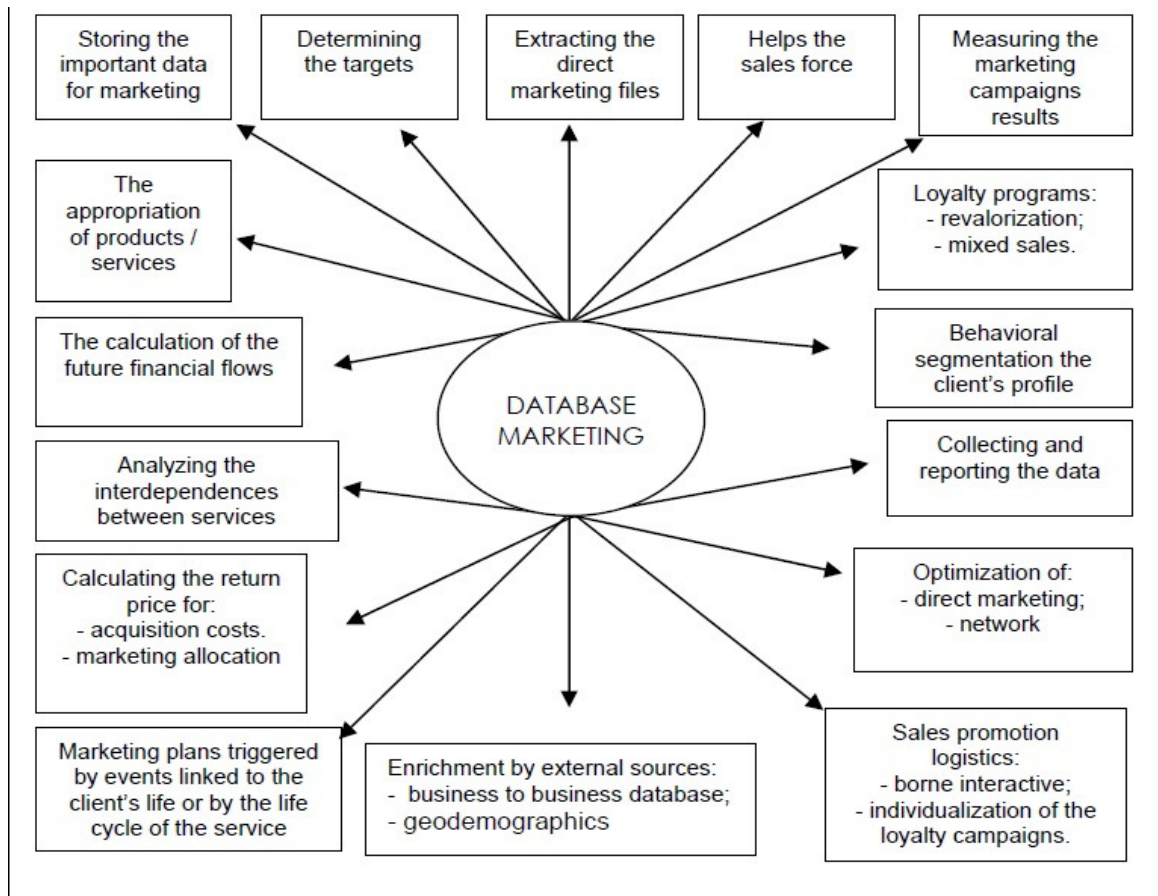 Storing the
important data
for marketing
Determining
the targets
Extracting the
direct
marketing files
Helps the
sales force
Measuring the
marketing
campaigns
results
The
appropriation
of products /
services
Loyalty programs:
- revalorization;
- mixed sales.
The calculation of the
future financial flows
Behavioral
segmentation the
client's profile
DATABASE
MARKETING
Analyzing the
interdependences
between services
Collecting and
reporting the data
Calculating the return
price for:
- acquisition costs.
- marketing allocation
Optimization of:
- direct marketing;
- network
Marketing plans triggered
by events linked to the
client's life or by the life
cycle of the service
Enrichment by external sources:
- business to business database;
- geodemographics
Sales promotion
logistics:
- borne interactive;
- individualization of the
loyalty campaigns.